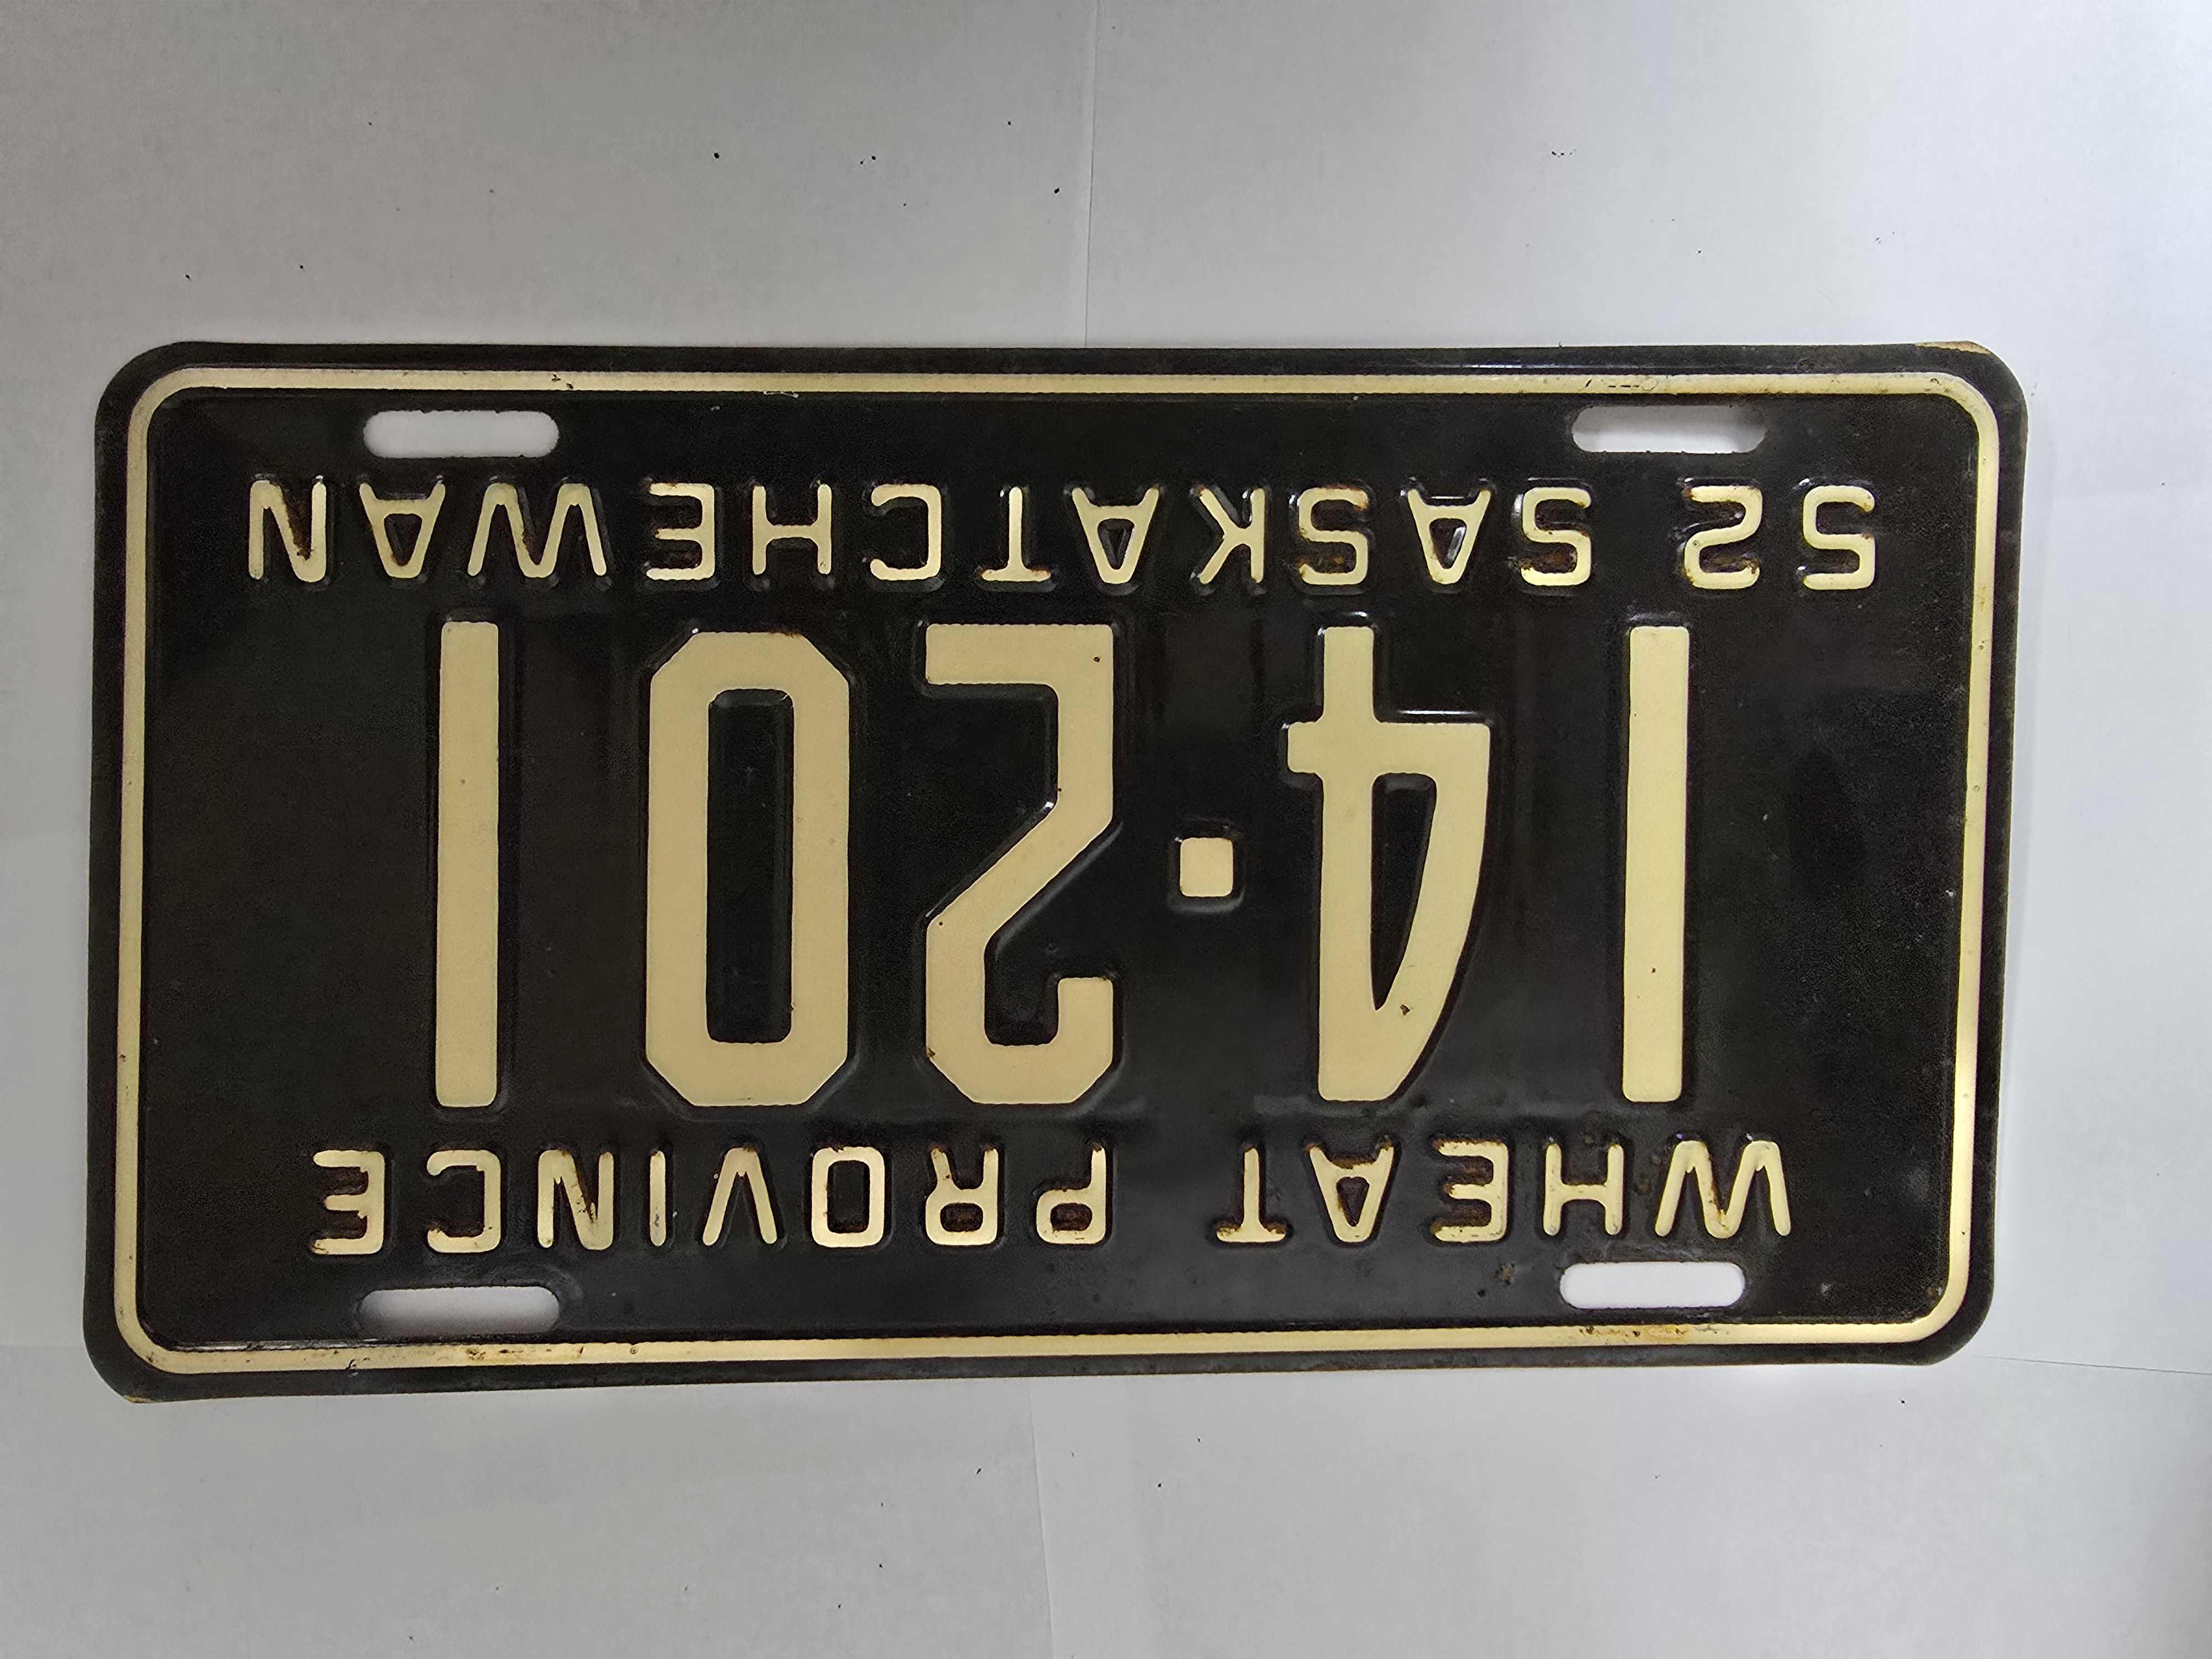 WHEAT PROVINCE
14·201
52 SASKATCHEWAN